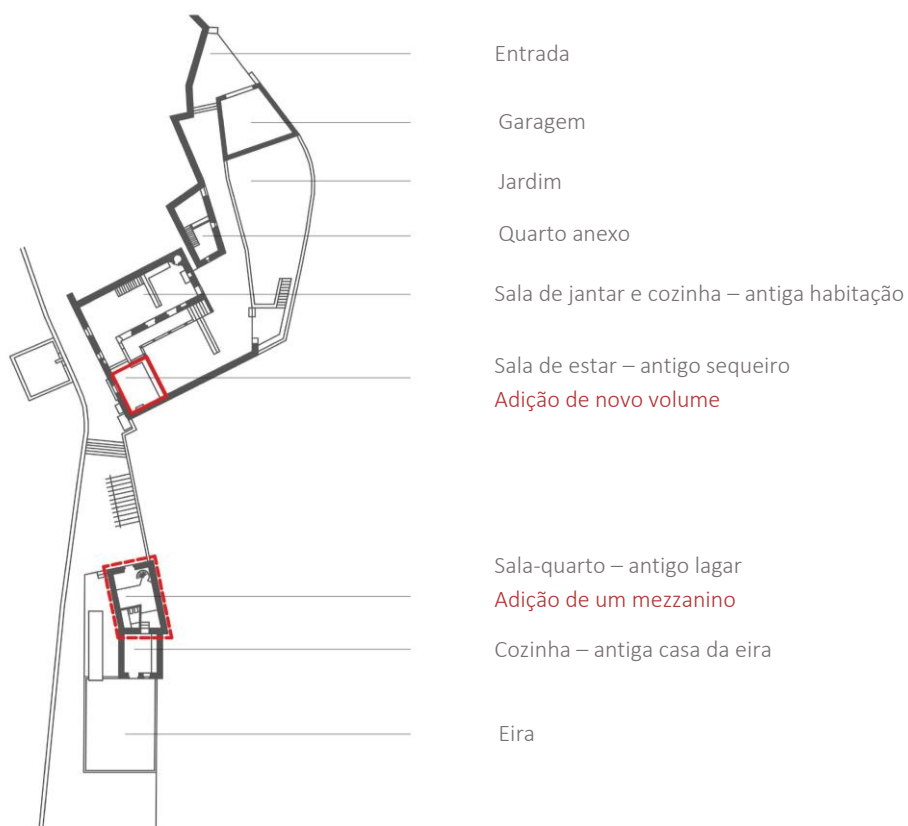 Entrada
Garagem
Jardim
Quarto anexo
Sala de jantar e cozinha – antiga habitação
Sala de estar – antigo sequeiro
Adição de novo volume
Sala-quarto – antigo lagar
Adição de um mezzanino
Cozinha – antiga casa da eira
Eira